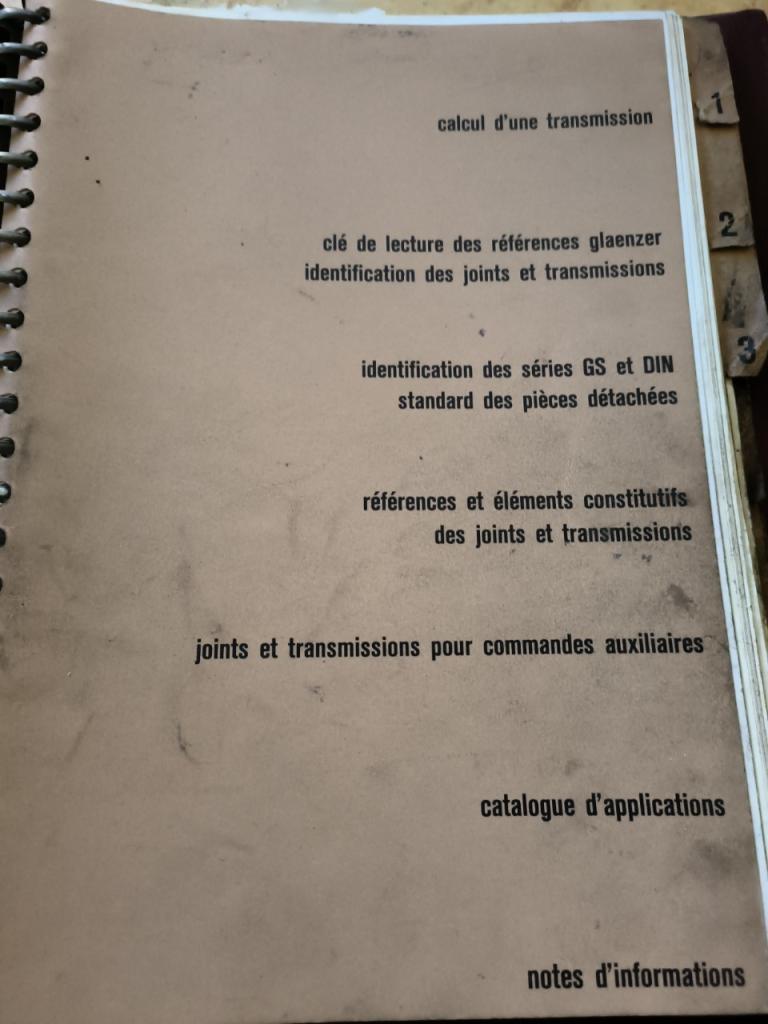 calcul d'une transmission
1
clé de lecture des références glaenzer
identification des joints et transmissions
2
identification des séries GS et DIN
standard des pièces détachées
3
références et éléments constitutifs
des joints et transmissions
joints et transmissions pour commandes auxiliaires
catalogue d'applications
notes d'informations